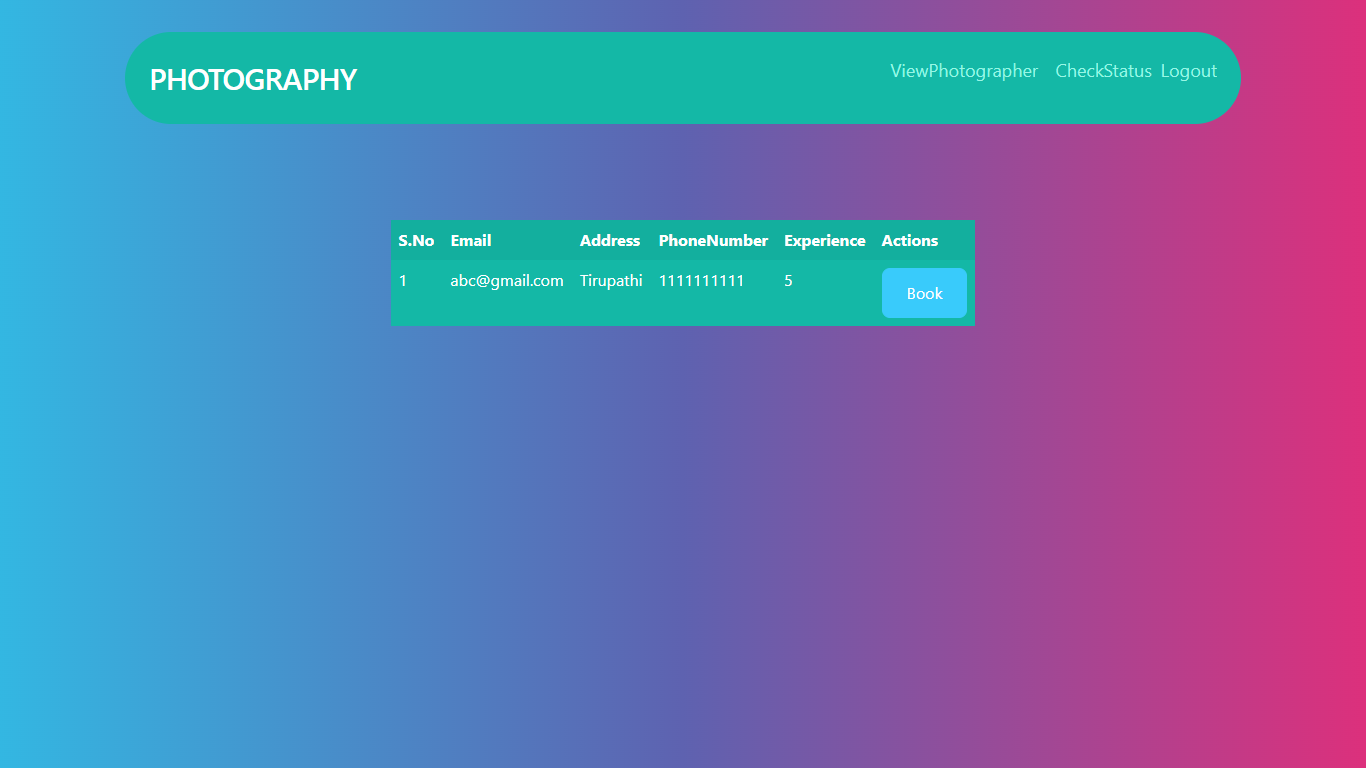 PHOTOGRAPHY
ViewPhotographer CheckStatus Logout
S.No Email Address PhoneNumber Experience Actions
1 abc@gmail.com Tirupathi 1111111111 5 Book